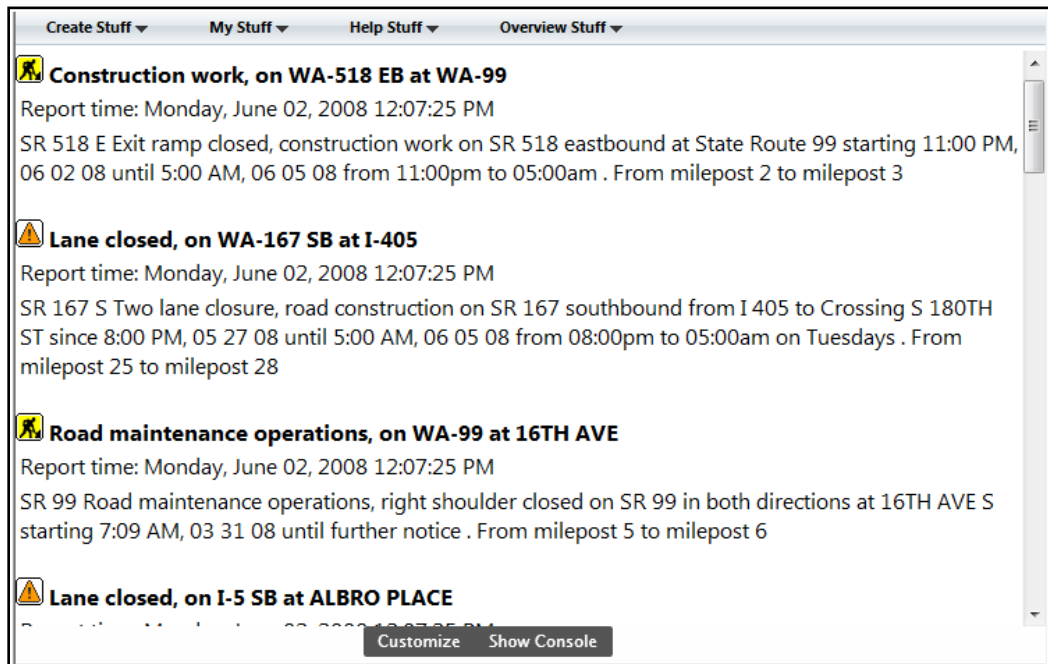 Create Stuff My Stuff Help Stuff Overview Stuff
Construction work, on WA-518 EB at WA-99
Report time: Monday, June 02, 2008 12:07:25 PM
SR 518 E Exit ramp closed, construction work on SR 518 eastbound at State Route 99 starting 11:00 PM,
06 02 08 until 5:00 AM, 06 05 08 from 11:00pm to 05:00am . From milepost 2 to milepost 3
Lane closed, on WA-167 SB at I-405
Report time: Monday, June 02, 2008 12:07:25 PM
SR 167 S Two lane closure, road construction on SR 167 southbound from I 405 to Crossing S 180TH
ST since 8:00 PM, 05 27 08 until 5:00 AM, 06 05 08 from 08:00pm to 05:00am on Tuesdays . From
milepost 25 to milepost 28
Road maintenance operations, on WA-99 at 16TH AVE
Report time: Monday, June 02, 2008 12:07:25 PM
SR 99 Road maintenance operations, right shoulder closed on SR 99 in both directions at 16TH AVE S
starting 7:09 AM, 03 31 08 until further notice . From milepost 5 to milepost 6
Lane closed, on I-5 SB at ALBRO PLACE
Customize Show Console